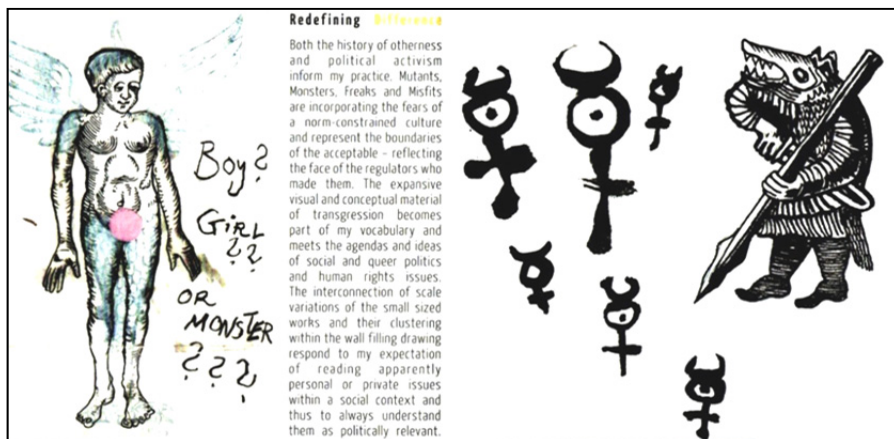 Boy?
GIRL
??
OR
MONSTER
???
Redefining Difference
Both the history of otherness
and political activism
inform my practice. Mutants,
Monsters, Freaks and Misfits
are incorporating the fears of
a norm-constrained culture
and represent the boundaries
of the acceptable – reflecting
the face of the regulators who
made them. The expansive
visual and conceptual material
of transgression becomes
part of my vocabulary and
meets the agendas and ideas
of social and queer politics
and human rights issues.
The interconnection of scale
variations of the small sized
works and their clustering
within the wall filling drawing
respond to my expectation
of reading apparently
personal or private issues
within a social context and
thus to always understand
them as politically relevant.